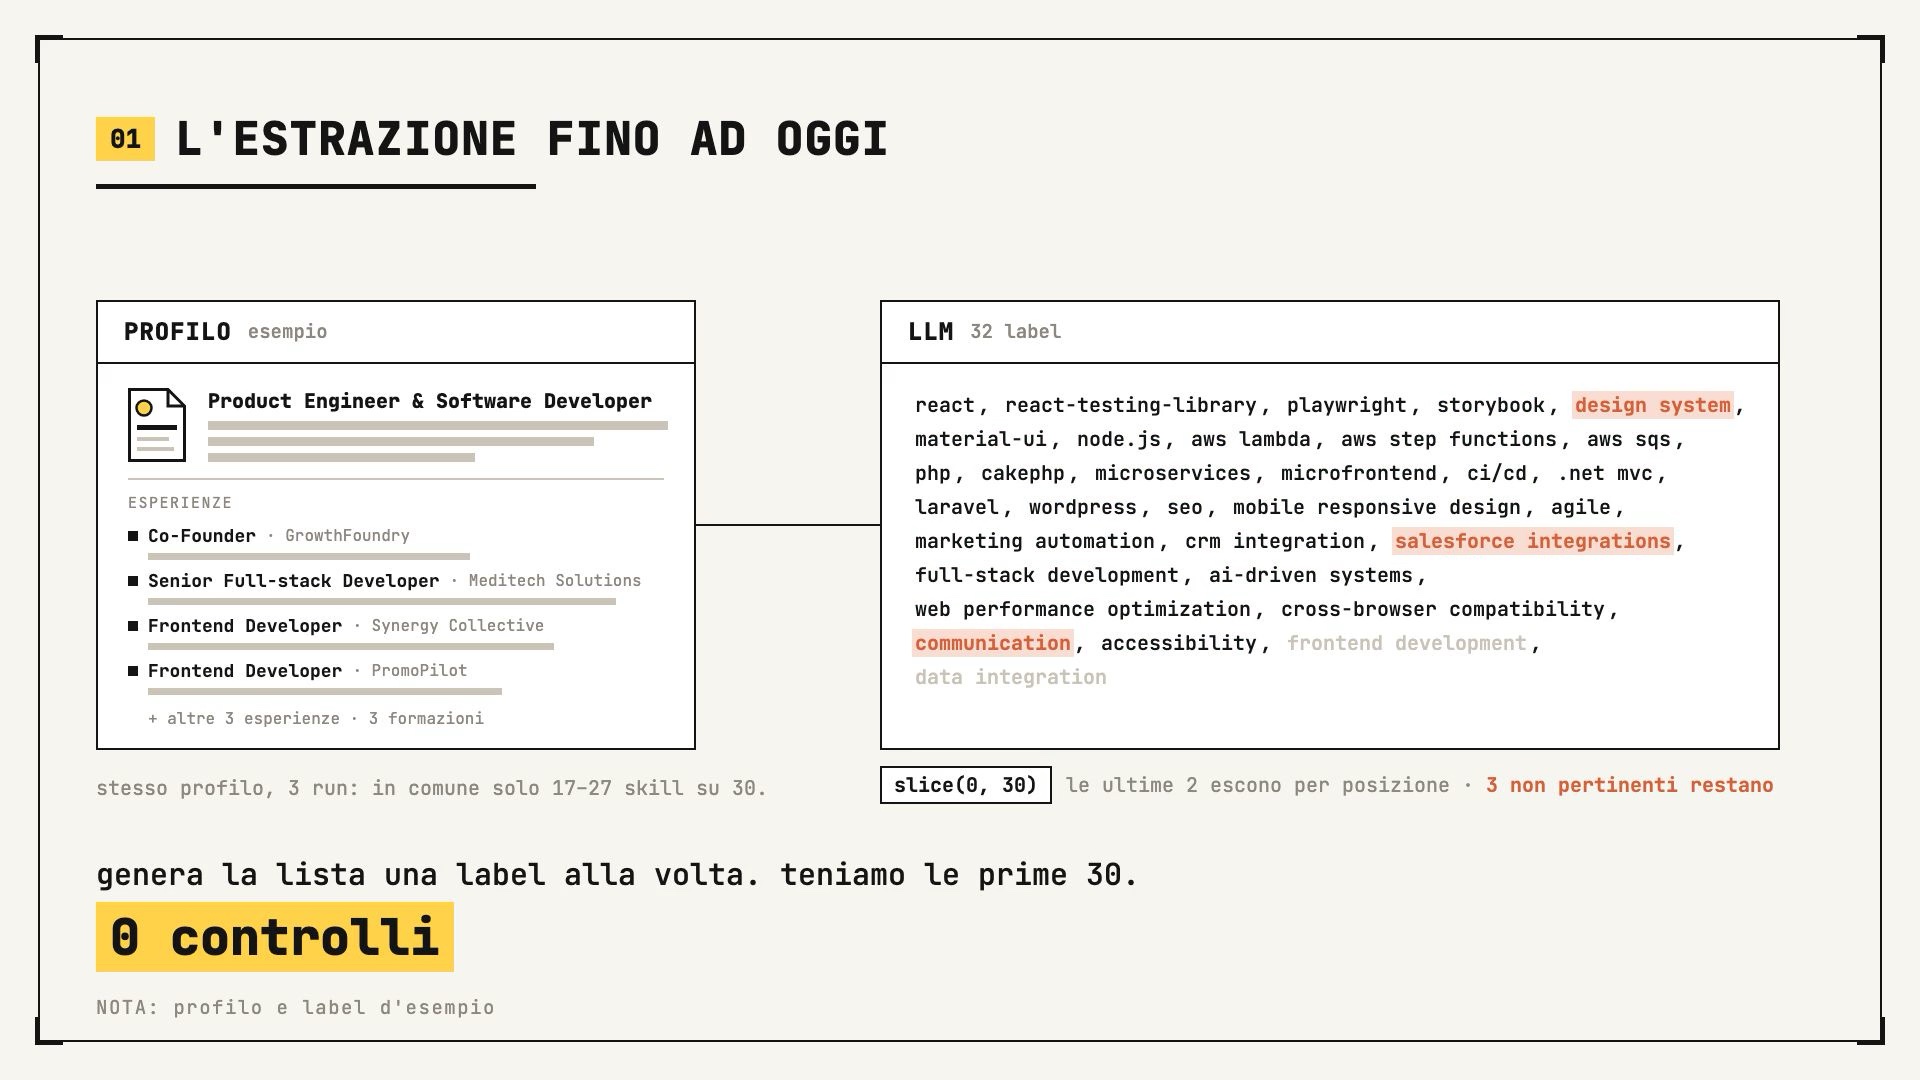 01 L'ESTRAZIONE FINO AD OGGI
PROFILO esempio
Product Engineer & Software Developer
ESPERIENZE
Co-Founder · GrowthFoundry
Senior Full-stack Developer · Meditech Solutions
Frontend Developer · Synergy Collective
Frontend Developer · PromoPilot
+ altre 3 esperienze · 3 formazioni
stesso profilo, 3 run: in comune solo 17–27 skill su 30.
LLM 32 label
react, react-testing-library, playwright, storybook, design system,
material-ui, node.js, aws lambda, aws step functions, aws sqs,
php, cakephp, microservices, microfrontend, ci/cd, .net mvc,
laravel, wordpress, seo, mobile responsive design, agile,
marketing automation, crm integration, salesforce integrations,
full-stack development, ai-driven systems,
web performance optimization, cross-browser compatibility,
communication, accessibility, frontend development,
data integration
slice(0, 30) le ultime 2 escono per posizione · 3 non pertinenti restano
genera la lista una label alla volta. teniamo le prime 30.
0 controlli
NOTA: profilo e label d'esempio